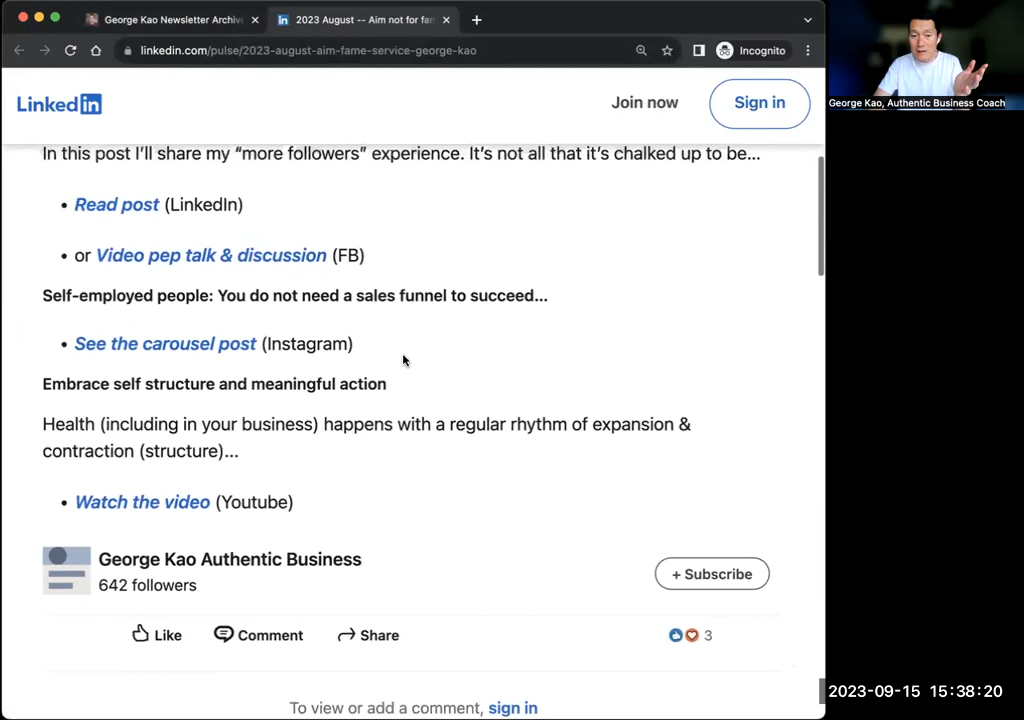 George Kao Newsletter Archiv
2023 August -- Aim not for fam
linkedin.com/pulse/2023-august-aim-fame-service-george-kao
Incognito
George Kao, Authentic Business Coach
Linked in
Join now
Sign in
In this post I'll share my “more followers” experience. It's not all that it's chalked up to be...
• Read post (LinkedIn)
• or Video pep talk & discussion (FB)
Self-employed people: You do not need a sales funnel to succeed...
• See the carousel post (Instagram)
Embrace self structure and meaningful action
Health (including in your business) happens with a regular rhythm of expansion &
contraction (structure)...
• Watch the video (Youtube)
George Kao Authentic Business
642 followers
+ Subscribe
Like
Comment
Share
3
To view or add a comment, sign in
2023-09-15 15:38:20